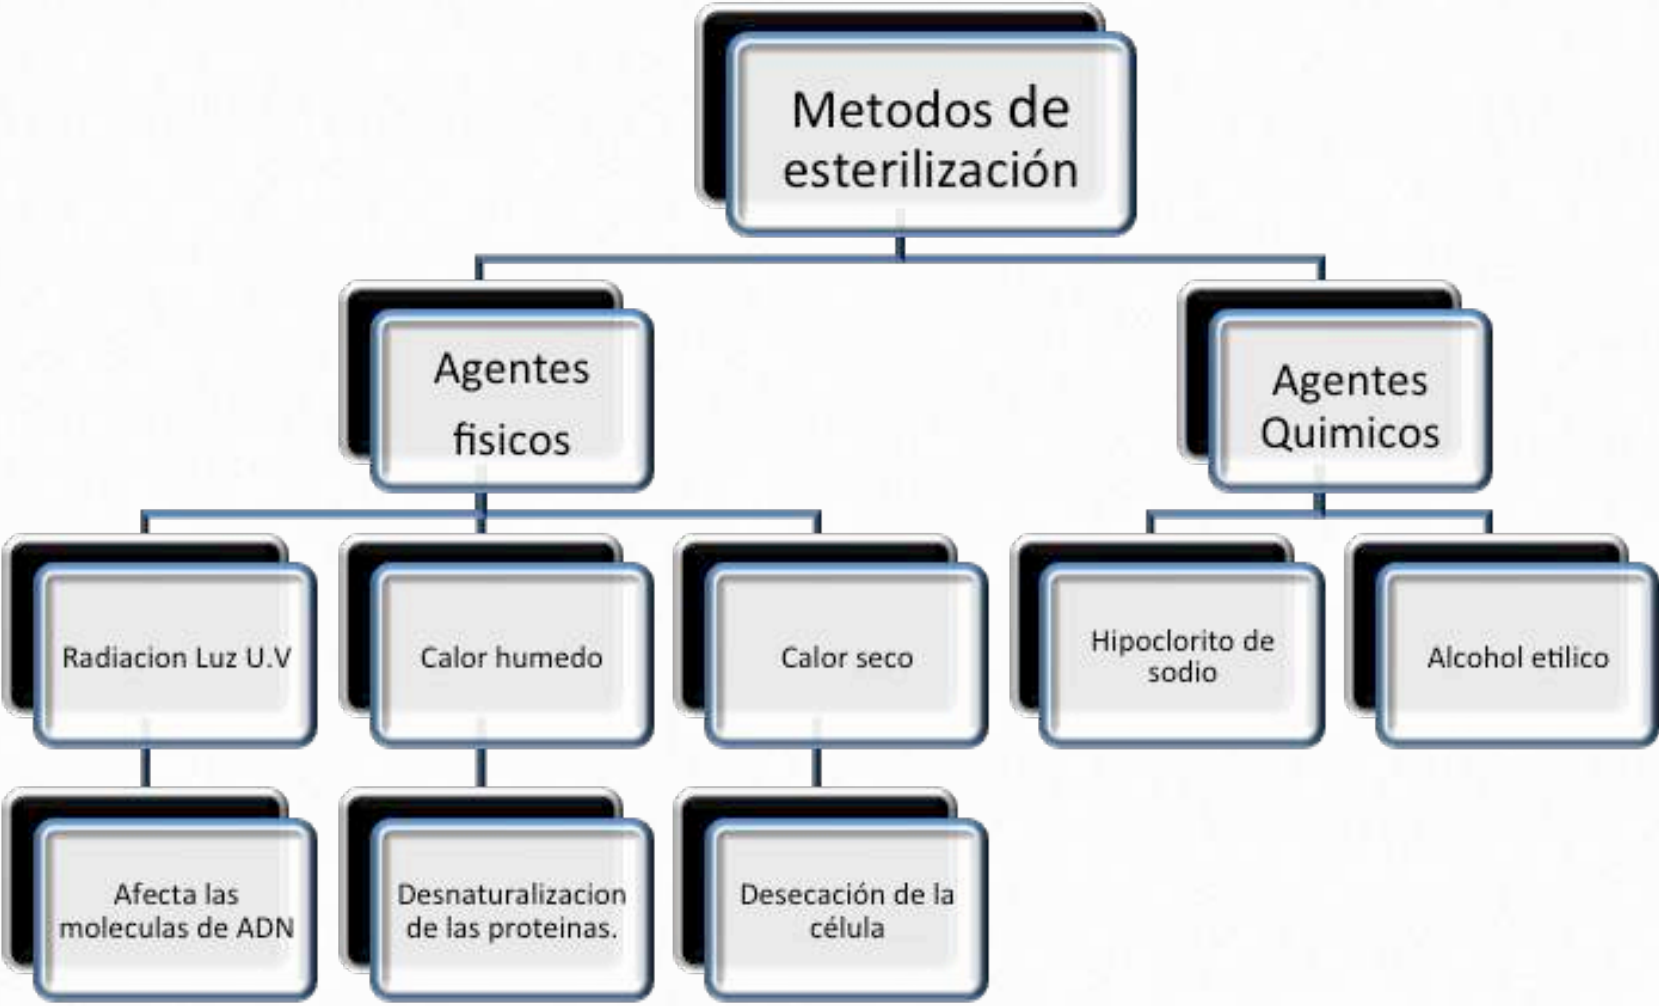 Metodos de
esterilización
Agentes
fisicos
Agentes
Quimicos
Radiacion Luz U.V
Calor humedo
Calor seco
Hipoclorito de
sodio
Alcohol etilico
Afecta las
moleculas de ADN
Desnaturalizacion
de las proteinas.
Desecación de la
célula